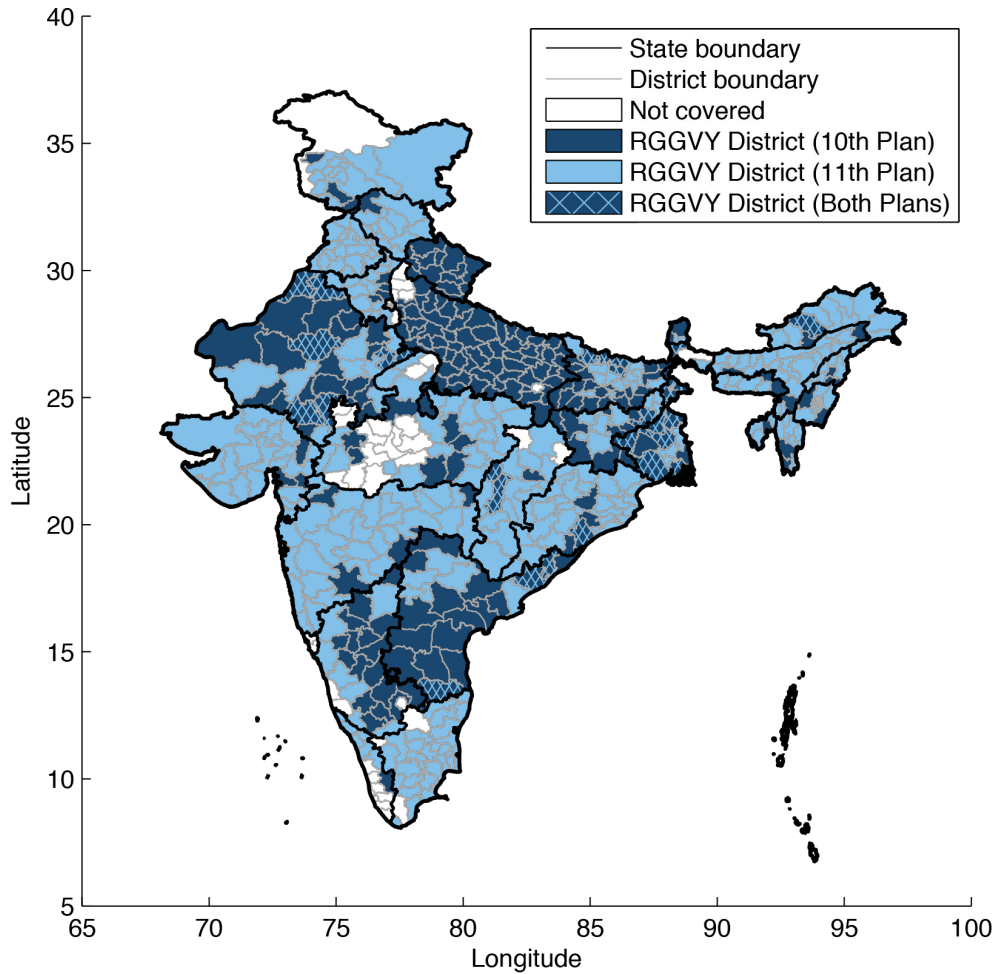 40
35
30
25
20
15
10
5
Latitude
State boundary
District boundary
Not covered
RGGVY District (10th Plan)
RGGVY District (11th Plan)
RGGVY District (Both Plans)
65 70 75 80 85 90 95 100
Longitude